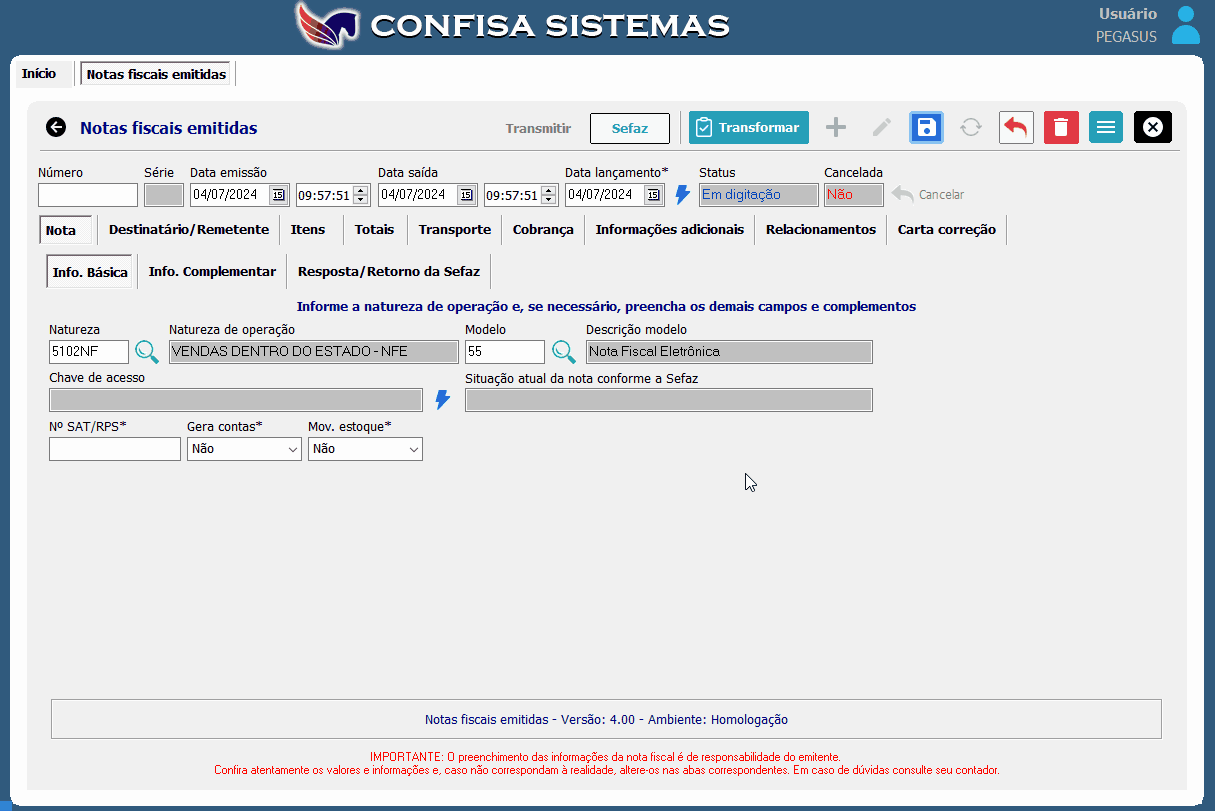 CONFISA SISTEMAS
Usuário
PEGASUS
Início
Notas fiscais emitidas
Notas fiscais emitidas
Transmitir
Sefaz
Transformar
Número
Série
Data emissão
Data saída
Data lançamento*
Status
Cancelada
04/07/2024
15
09:57:51
04/07/2024
15
09:57:51
04/07/2024
15
Em digitação
Não
Cancelar
Nota
Destinatário/Remetente
Itens
Totais
Transporte
Cobrança
Informações adicionais
Relacionamentos
Carta correção
Info. Básica
Info. Complementar
Resposta/Retorno da Sefaz
Informe a natureza de operação e, se necessário, preencha os demais campos e complementos
Natureza
Natureza de operação
Modelo
Descrição modelo
5102NF
VENDAS DENTRO DO ESTADO - NFE
55
Nota Fiscal Eletrônica
Chave de acesso
Situação atual da nota conforme a Sefaz
Nº SAT/RPS*
Gera contas*
Mov. estoque*
Não
Não
Notas fiscais emitidas - Versão: 4.00 - Ambiente: Homologação
IMPORTANTE: O preenchimento das informações da nota fiscal é de responsabilidade do emitente.
Confira atentamente os valores e informações e, caso não correspondam à realidade, altere-os nas abas correspondentes. Em caso de dúvidas consulte seu contador.